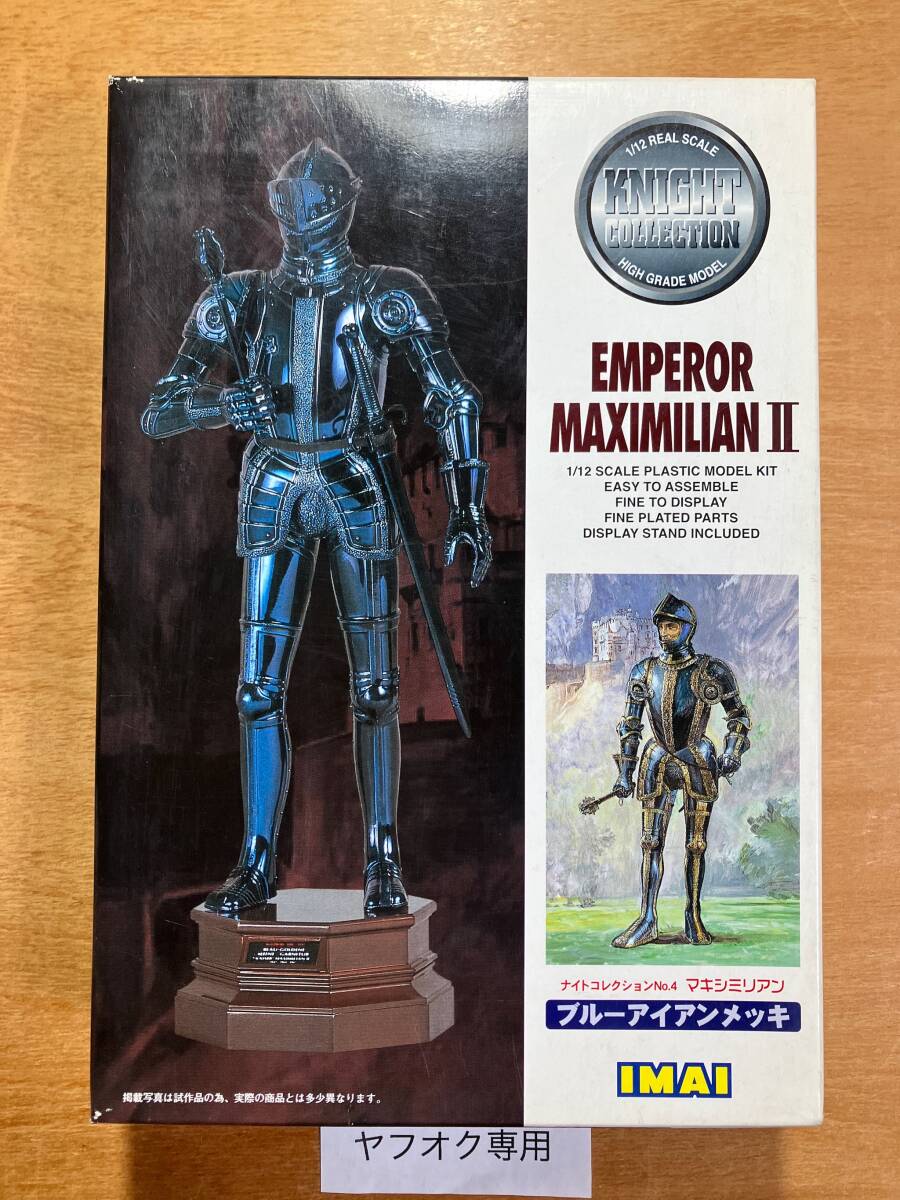 1/12 REAL SCALE
KNIGHT
COLLECTION
HIGH GRADE MODEL
EMPEROR
MAXIMILIAN II
1/12 SCALE PLASTIC MODEL KIT
EASY TO ASSEMBLE
FINE TO DISPLAY
FINE PLATED PARTS
DISPLAY STAND INCLUDED
ナイトコレクションNo.4 マキシミリアン
ブルーアイアンメッキ
IMAI
掲載写真は試作品の為、実際の商品とは多少異なります。
ヤフオク専用